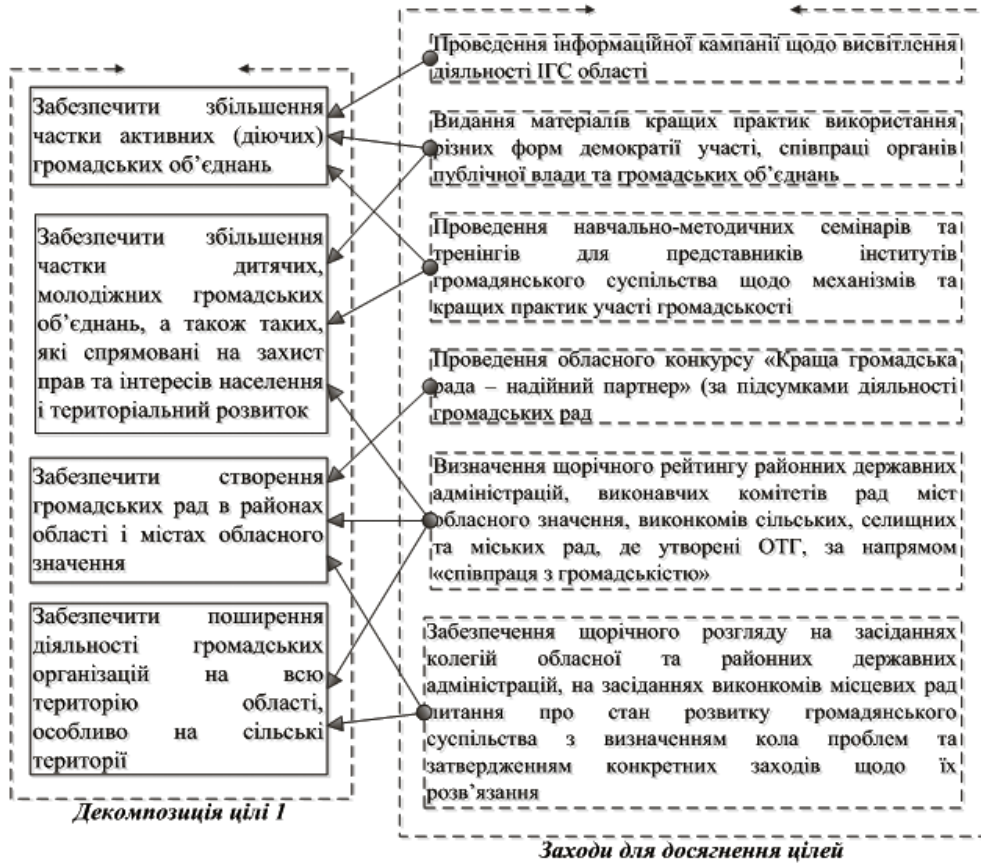 Забезпечити збільшення
частки активних (діючих)
громадських об’єднань
Забезпечити збільшення
частки дитячих,
молодіжних громадських
об’єднань, а також таких,
які спрямовані на захист
прав та інтересів населення
і територіальний розвиток
Забезпечити створення
громадських рад в районах
області і містах обласного
значення
Забезпечити поширення
діяльності громадських
організацій на всю
територію області,
особливо на сільські
території
Декомпозиція цілі 1
Проведення інформаційної кампанії щодо висвітлення
діяльності ІГС області
Видання матеріалів кращих практик використання
різних форм демократії участі, співпраці органів
публічної влади та громадських об’єднань
Проведення навчально-методичних семінарів та
тренінгів для представників інститутів
громадянського суспільства щодо механізмів та
кращих практик участі громадськості
Проведення обласного конкурсу «Краща громадська
рада – надійний партнер» (за підсумками діяльності
громадських рад
Визначення щорічного рейтингу районних державних
адміністрацій, виконавчих комітетів рад міст
обласного значення, виконкомів сільських, селищних
та міських рад, де утворені ОТГ, за напрямом
«співпраця з громадськістю»
Забезпечення щорічного розгляду на засіданнях
колегій обласної та районних державних
адміністрацій, на засіданнях виконкомів місцевих рад
питання про стан розвитку громадянського
суспільства з визначенням кола проблем та
затвердженням конкретних заходів щодо їх
розв’язання
Заходи для досягнення цілей